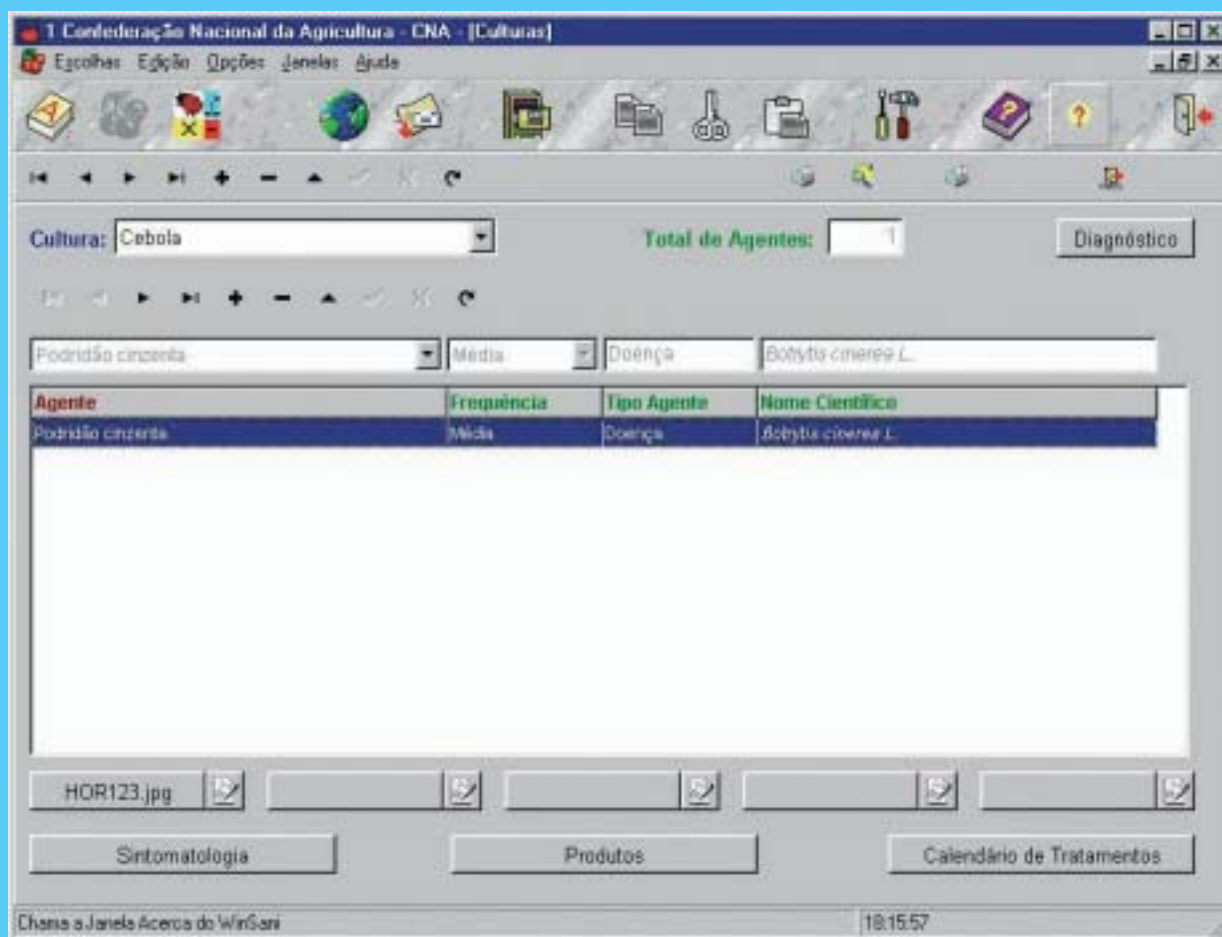 1 Confederação Nacional da Agricultura - CNA - [Culturas]
Escolhas Edição Opções Janelas Ajuda
Cultura: Cebola Total de Agentes: 1 Diagnóstico
Podridão cinzenta Média Doença Botrytis cinerea L.
Agente Frequência Tipo Agente Nome Científico
Podridão cinzenta Média Doença Botrytis cinerea L.
HOR123.jpg
Sintomatologia Produtos Calendário de Tratamentos
Chama a Janela Acerca do WinSani 18:15:57